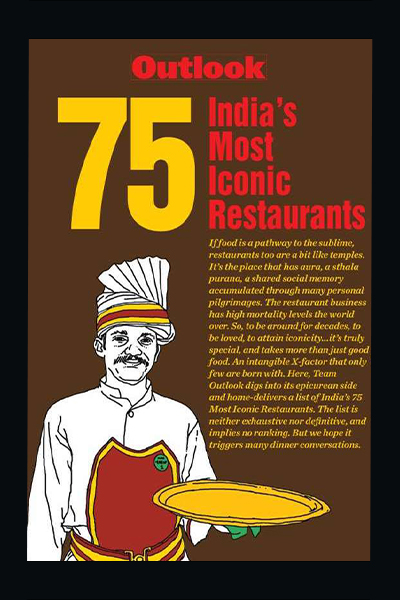 Outlook
75
India's
Most
Iconic
Restaurants
If food is a pathway to the sublime,
restaurants too are a bit like temples.
It's the place that has aura, a sthala
purana, a shared social memory
accumulated through many personal
pilgrimages. The restaurant business
has high mortality levels the world
over. So, to be around for decades, to
be loved, to attain iconicity...it's truly
special, and takes more than just good
food. An intangible X-factor that only
few are born with. Here, Team
Outlook digs into its epicurean side
and home-delivers a list of India's 75
Most Iconic Restaurants. The list is
neither exhaustive nor definitive, and
implies no ranking. But we hope it
triggers many dinner conversations.